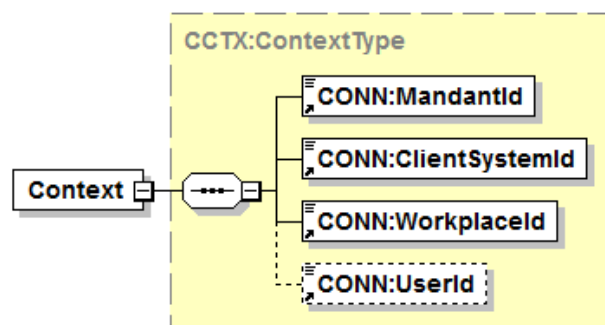 CCTX:ContextType
CONN:MandantId
CONN:ClientSystemId
Context
CONN:WorkplaceId
CONN:UserId